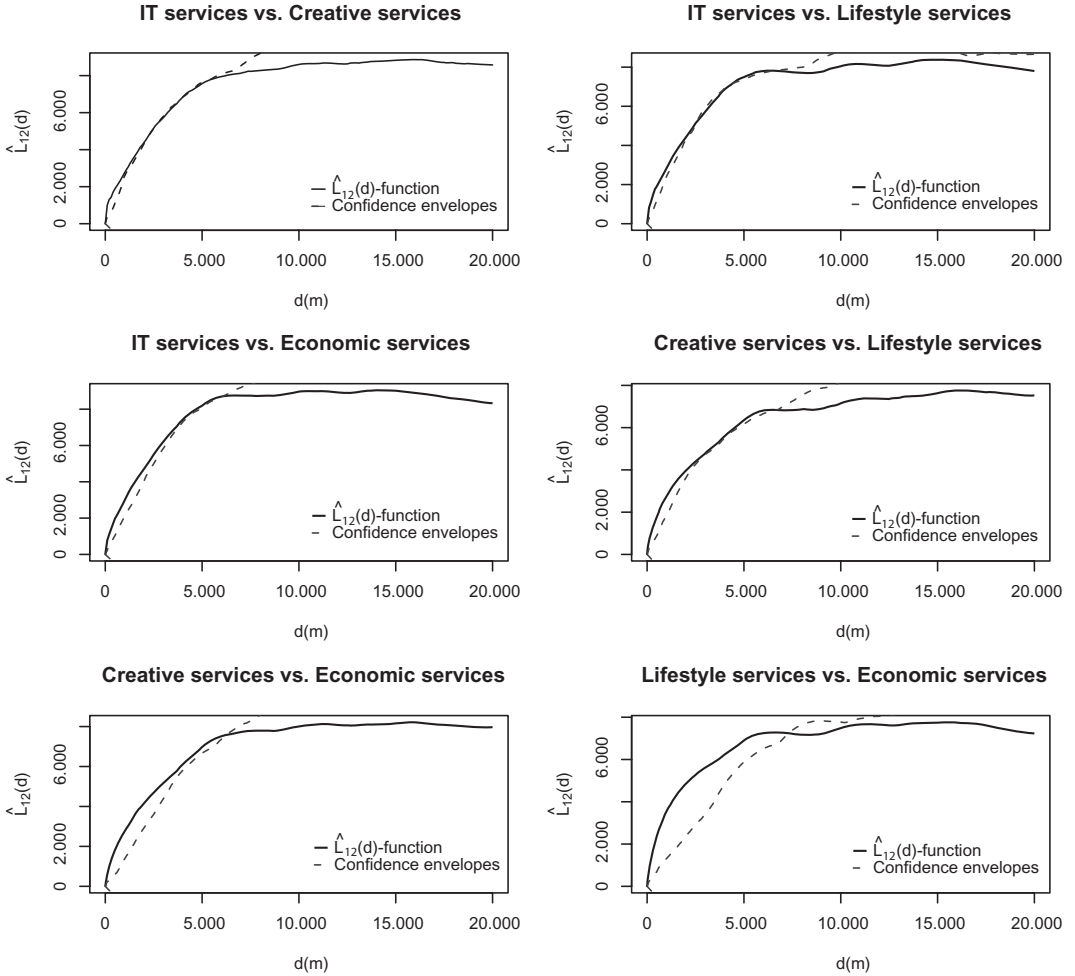 IT services vs. Creative services
L̂12(d)
6.000
2.000
0
L̂12(d)-function
Confidence envelopes
0 5.000 10.000 15.000 20.000
d(m)
IT services vs. Lifestyle services
L̂12(d)
6.000
2.000
0
L̂12(d)-function
Confidence envelopes
0 5.000 10.000 15.000 20.000
d(m)
IT services vs. Economic services
L̂12(d)
6.000
2.000
0
L̂12(d)-function
Confidence envelopes
0 5.000 10.000 15.000 20.000
d(m)
Creative services vs. Lifestyle services
L̂12(d)
6.000
2.000
0
L̂12(d)-function
Confidence envelopes
0 5.000 10.000 15.000 20.000
d(m)
Creative services vs. Economic services
L̂12(d)
6.000
2.000
0
L̂12(d)-function
Confidence envelopes
0 5.000 10.000 15.000 20.000
d(m)
Lifestyle services vs. Economic services
L̂12(d)
6.000
2.000
0
L̂12(d)-function
Confidence envelopes
0 5.000 10.000 15.000 20.000
d(m)